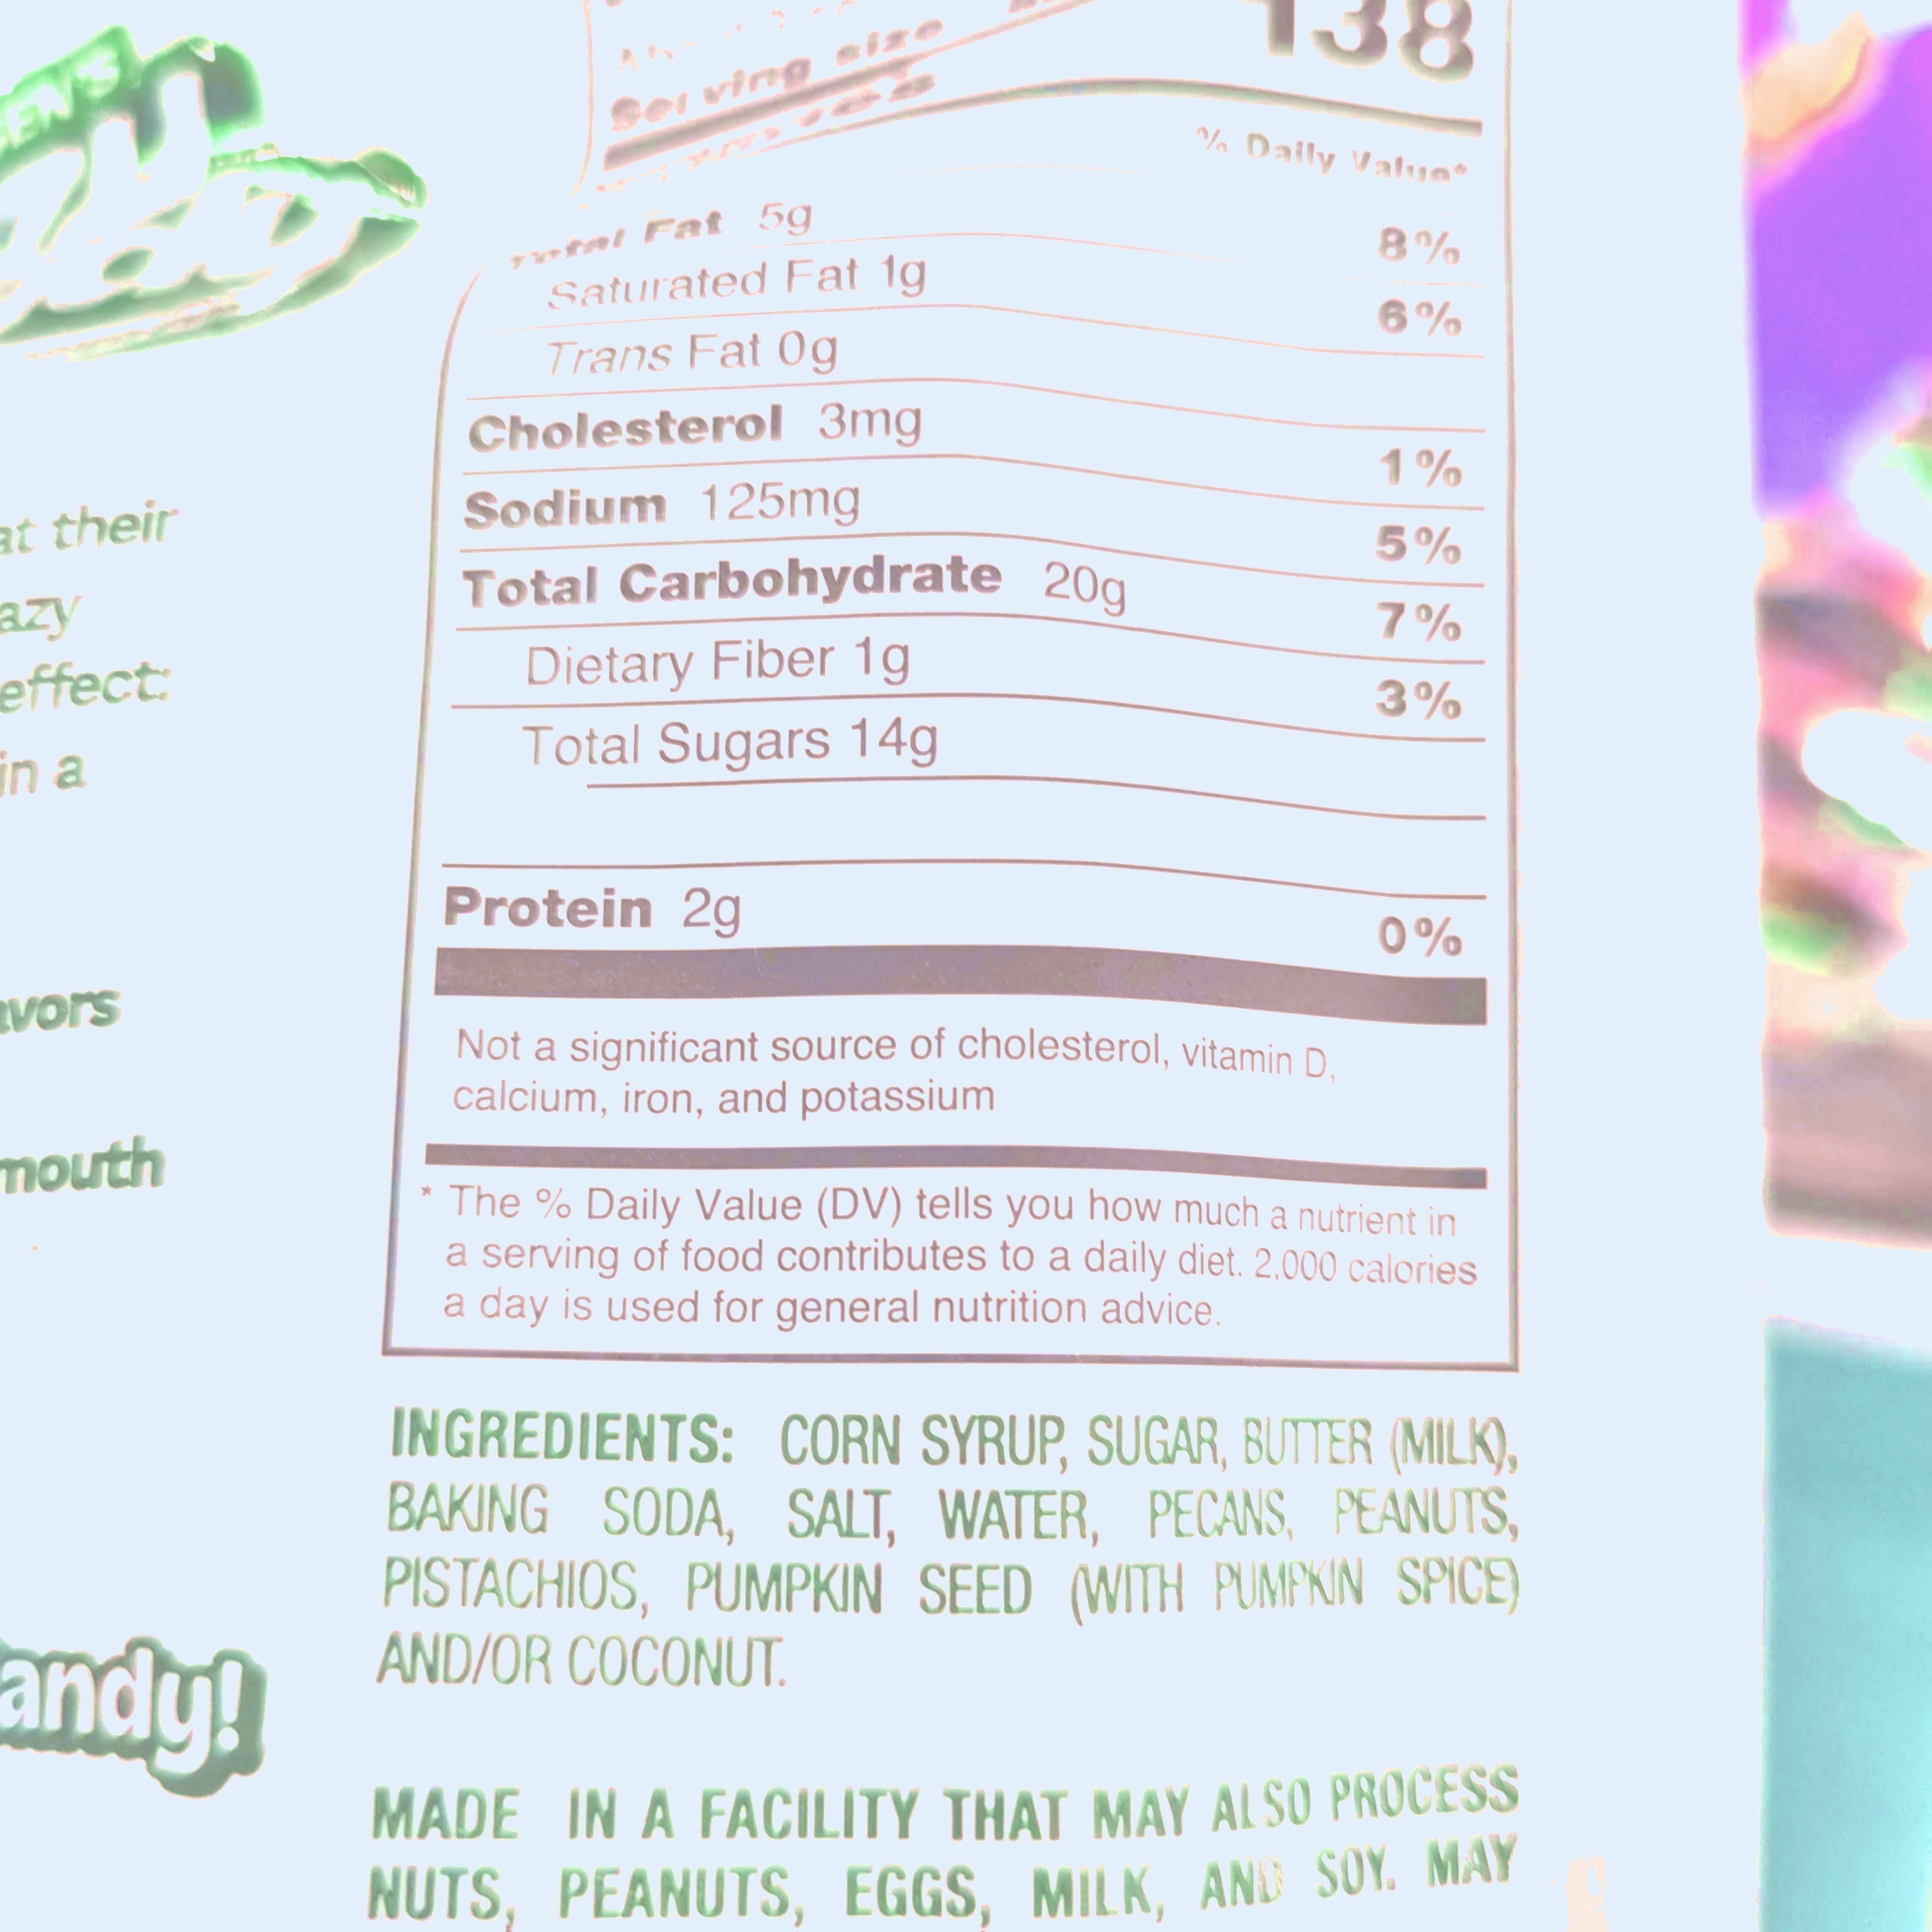 138
Serving size
% Daily Value*
Total Fat 5g 8%
Saturated Fat 1g 6%
Trans Fat 0g
Cholesterol 3mg 1%
Sodium 125mg 5%
Total Carbohydrate 20g 7%
Dietary Fiber 1g 3%
Total Sugars 14g
Protein 2g 0%
Not a significant source of cholesterol, vitamin D,
calcium, iron, and potassium
* The % Daily Value (DV) tells you how much a nutrient in
a serving of food contributes to a daily diet. 2,000 calories
a day is used for general nutrition advice.
INGREDIENTS: CORN SYRUP, SUGAR, BUTTER (MILK),
BAKING SODA, SALT, WATER, PECANS, PEANUTS,
PISTACHIOS, PUMPKIN SEED (WITH PUMPKIN SPICE)
AND/OR COCONUT.
MADE IN A FACILITY THAT MAY ALSO PROCESS
NUTS, PEANUTS, EGGS, MILK, AND SOY. MAY
at their
azy
effect:
in a
avors
mouth
andy!